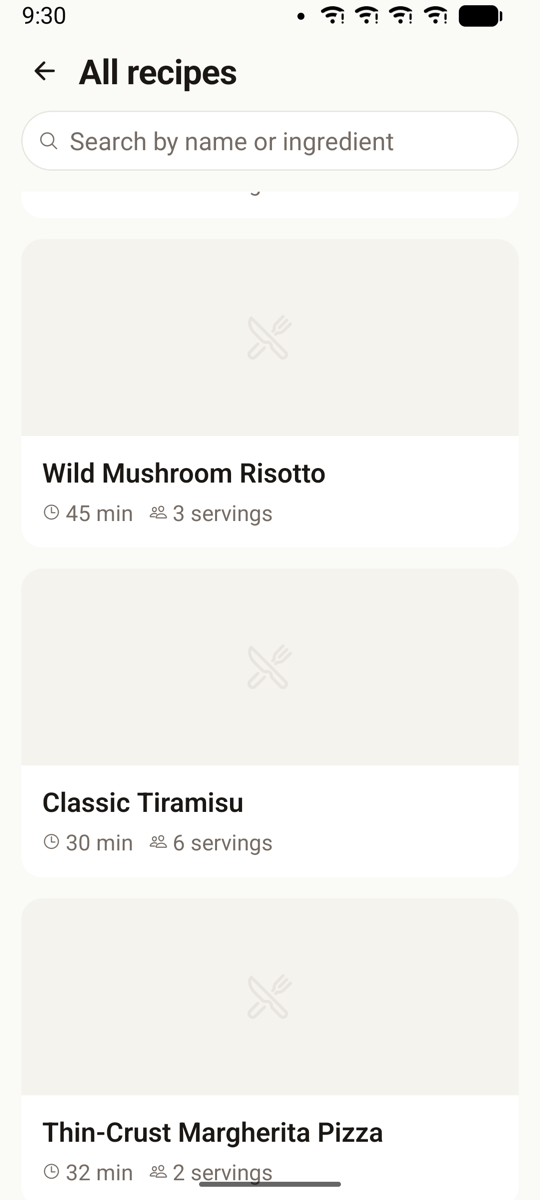 9:30
All recipes
Search by name or ingredient
Wild Mushroom Risotto
45 min 3 servings
Classic Tiramisu
30 min 6 servings
Thin-Crust Margherita Pizza
32 min 2 servings